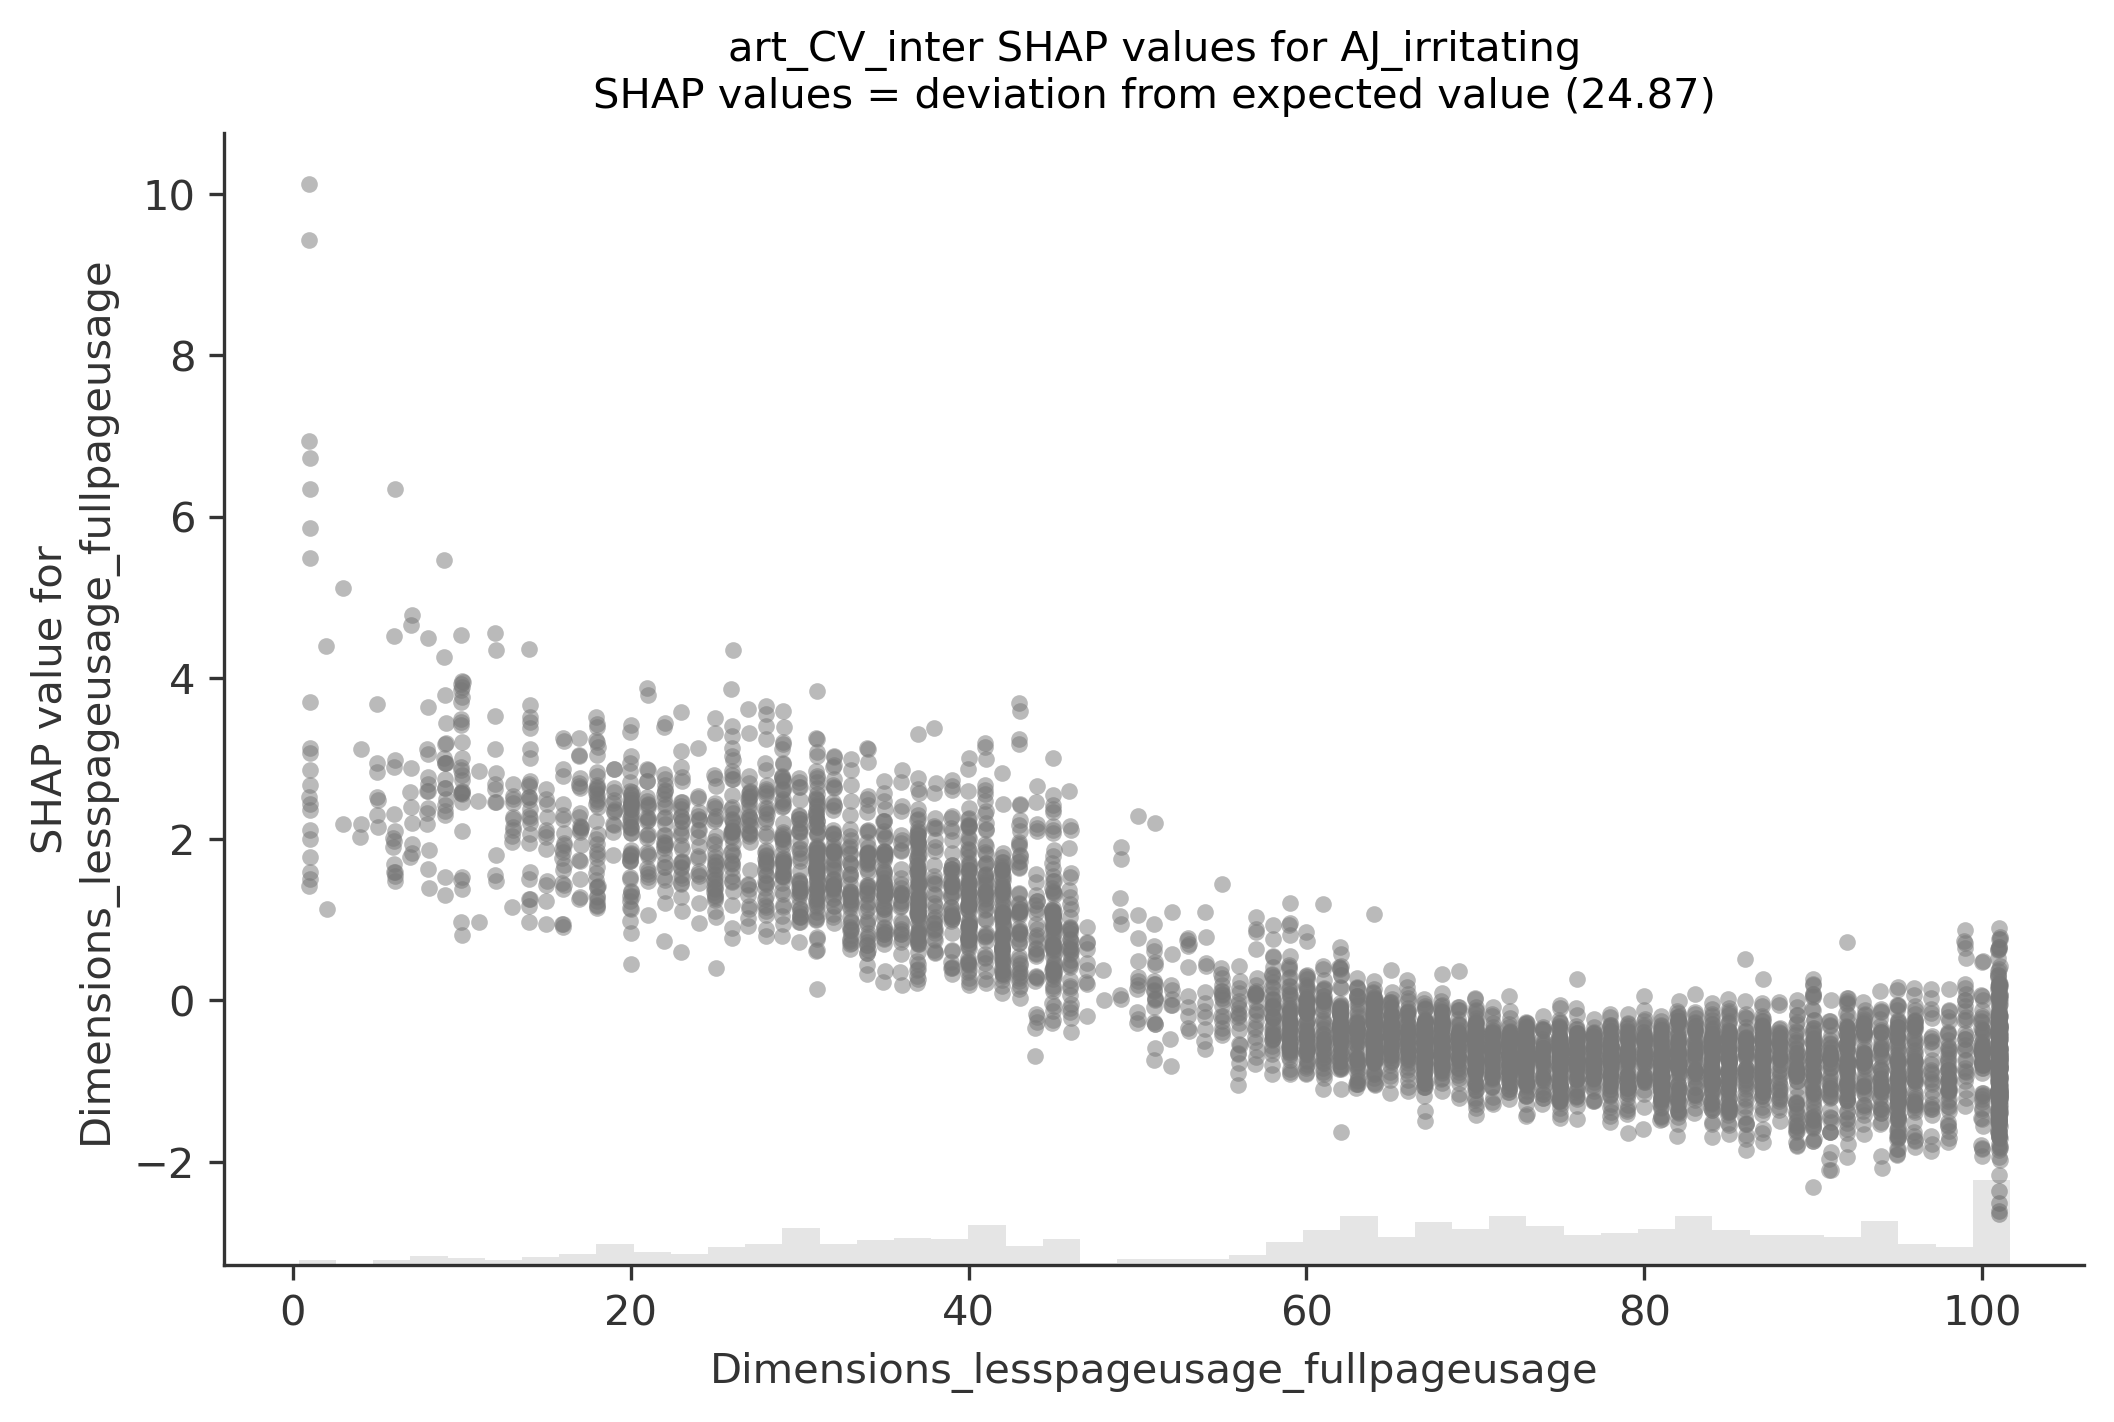 art_CV_inter SHAP values for AJ_irritating
SHAP values = deviation from expected value (24.87)
SHAP value for
Dimensions_lesspageusage_fullpageusage
10
8
6
4
2
0
−2
0
20
40
60
80
100
Dimensions_lesspageusage_fullpageusage